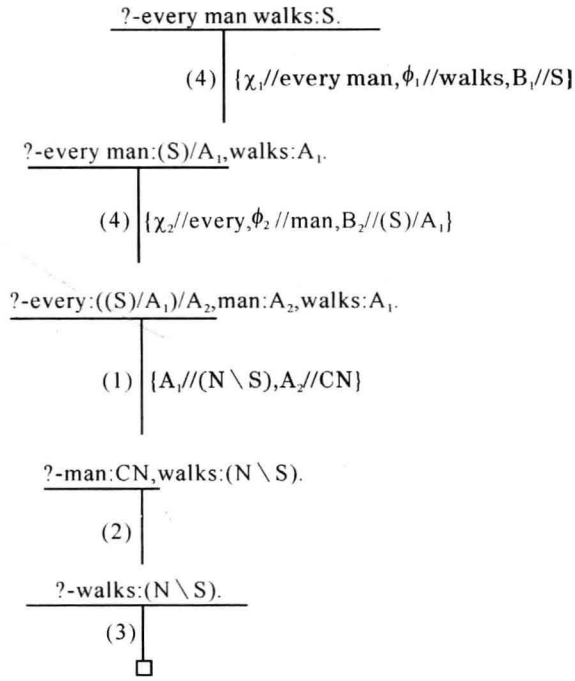 ?-every man walks:S.
(4) {χ₁//every man,ϕ₁//walks,B₁//S}
?-every man:(S)/A₁,walks:A₁.
(4) {χ₂//every,ϕ₂//man,B₂//(S)/A₁}
?-every:((S)/A₁)/A₂,man:A₂,walks:A₁.
(1) {A₁//(N\S),A₂//CN}
?-man:CN,walks:(N\S).
(2)
?-walks:(N\S).
(3)